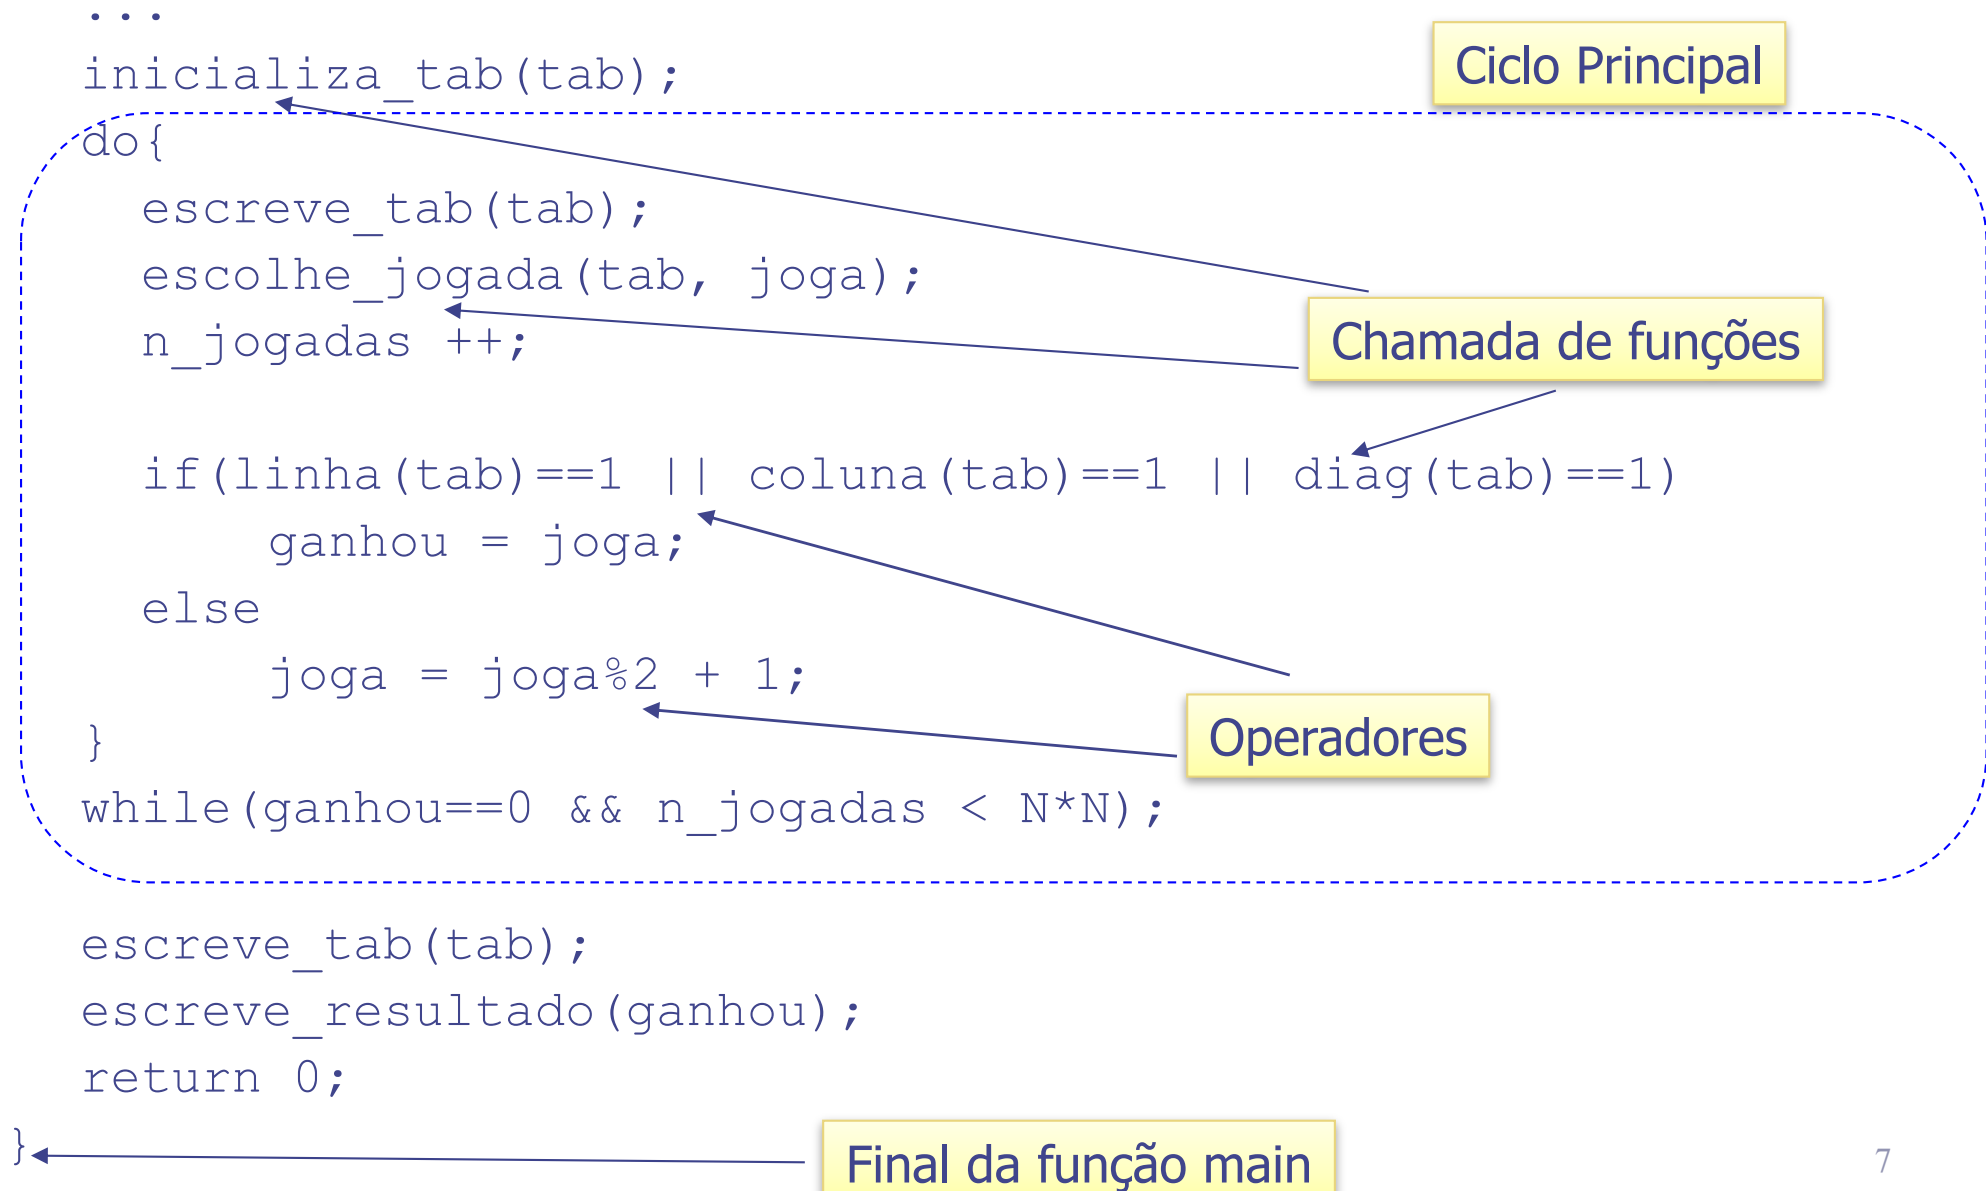 ...
inicializa_tab(tab);
Ciclo Principal
do{
escreve_tab(tab);
escolhe_jogada(tab, joga);
n_jogadas ++;
Chamada de funções
if(linha(tab)==1 || coluna(tab)==1 || diag(tab)==1)
ganhou = joga;
else
joga = joga%2 + 1;
Operadores
}
while(ganhou==0 && n_jogadas < N*N);
escreve_tab(tab);
escreve_resultado(ganhou);
return 0;
}
Final da função main
7